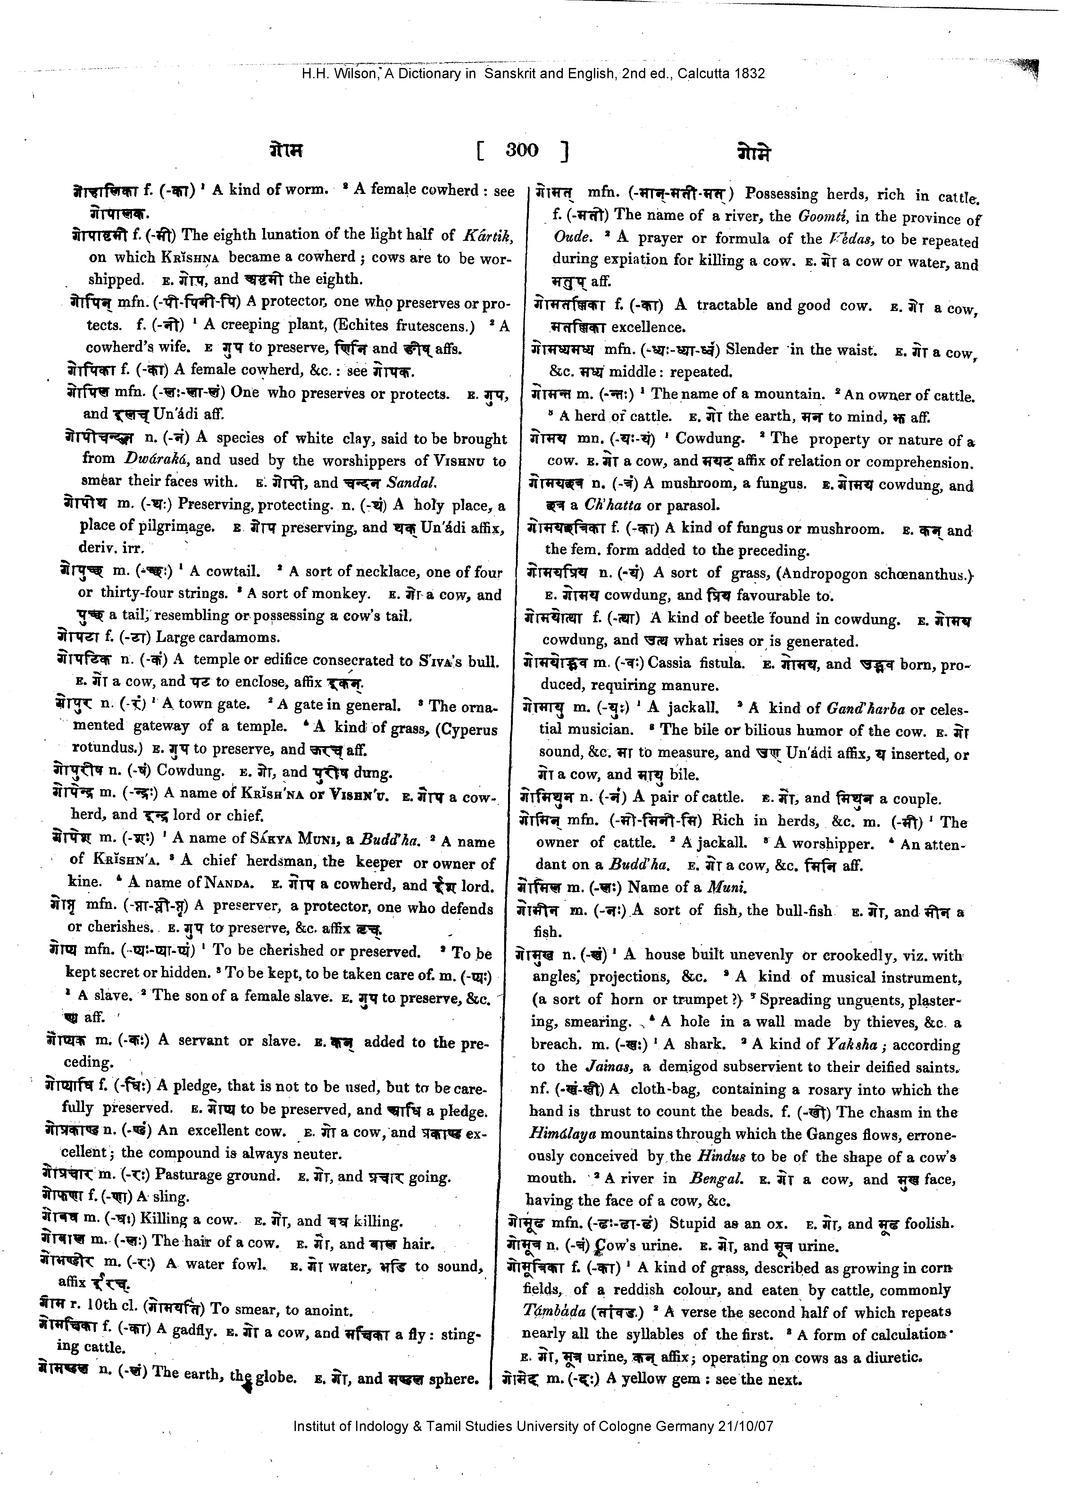 H.H. Wilson, A Dictionary in Sanskrit and English, 2nd ed., Calcutta 1832
गोम [ 300 ] गोमे
f. (-का) ¹ A kind of worm. ² A female cowherd : see
गोपालक.
गोपाष्टमी f. (-मी) The eighth lunation of the light half of Kártik,
on which KRĬSHṆA became a cowherd ; cows are to be wor-
shipped. E. गोप, and अष्टमी the eighth.
गोपिन् mfn. (-पी-पिनी-पि) A protector, one who preserves or pro-
tects. f. (-नी) ¹ A creeping plant, (Echites frutescens.) ² A
cowherd's wife. E गुप to preserve, णिनि and ङीष् affs.
गोपिका f. (-का) A female cowherd, &c. : see गोपक.
गोपिल mfn. (-लः-ला-लं) One who preserves or protects. E. गुप,
and इलच् Un'ádi aff.
गोपीचन्दन n. (-नं) A species of white clay, said to be brought
from Dwáraká, and used by the worshippers of VISHNU to
smear their faces with. E. गोपी, and चन्दन Sandal.
गोपीथ m. (-थः) Preserving, protecting. n. (-थं) A holy place, a
place of pilgrimage. E गोप preserving, and थक् Un'ádi affix,
deriv. irr.
गोपुच्छ m. (-च्छः) ¹ A cowtail. ² A sort of necklace, one of four
or thirty-four strings. ³ A sort of monkey. E. गो a cow, and
पुच्छ a tail, resembling or possessing a cow's tail.
गोपुटा f. (-टा) Large cardamoms.
गोपुटिक n. (-कं) A temple or edifice consecrated to S'IVA's bull.
E. गो a cow, and पुट to enclose, affix इकन्.
गोपुर n. (-रं) ¹ A town gate. ² A gate in general. ³ The orna-
mented gateway of a temple. ⁴ A kind of grass, (Cyperus
rotundus.) E. गुप to preserve, and उरच् aff.
गोपुरीष n. (-षं) Cowdung. E. गो, and पुरीष dung.
गोपेन्द्र m. (-न्द्रः) A name of KRĬSH'NA or VISHN'U. E. गोप a cow-
herd, and इन्द्र lord or chief.
गोपेश m. (-शः) ¹ A name of SÁKYA MUNI, a Budd'ha. ² A name
of KRĬSHN'A. ³ A chief herdsman, the keeper or owner of
kine. ⁴ A name of NANDA. E. गोप a cowherd, and ईश lord.
गोप्तृ mfn. (-प्ता-प्त्री-प्तृ) A preserver, a protector, one who defends
or cherishes. E. गुप to preserve, &c. affix तृच्.
गोप्य mfn. (-प्यः-प्या-प्यं) ¹ To be cherished or preserved. ² To be
kept secret or hidden. ³ To be kept, to be taken care of. m. (-प्यः)
¹ A slave. ² The son of a female slave. E. गुप to preserve, &c.
aff.
गोप्यक m. (-कः) A servant or slave. E. कन् added to the pre-
ceding.
गोप्याधि f. (-धिः) A pledge, that is not to be used, but to be care-
fully preserved. E. गोप्य to be preserved, and आधि a pledge.
गोप्रकाण्ड n. (-ण्डं) An excellent cow. E. गो a cow, and प्रकाण्ड ex-
cellent ; the compound is always neuter.
गोप्रचार m. (-रः) Pasturage ground. E. गो, and प्रचार going.
गोफणा f. (-णा) A sling.
गोबध m. (-धः) Killing a cow. E. गो, and बध killing.
गोबाल m. (-लः) The hair of a cow. E. गो, and बाल hair.
गोभण्डीर m. (-रः) A water fowl. E. गो water, भडि to sound,
affix ईरच्.
गोम r. 10th cl. (गोमयति) To smear, to anoint.
गोमक्षिका f. (-का) A gadfly. E. गो a cow, and मक्षिका a fly : sting-
ing cattle.
गोमण्डल n. (-लं) The earth, the globe. E. गो, and मण्डल sphere.
गोमत् mfn. (-मान्-मती-मत्) Possessing herds, rich in cattle.
f. (-मती) The name of a river, the Goomti, in the province of
Oude. ² A prayer or formula of the Védas, to be repeated
during expiation for killing a cow. E. गो a cow or water, and
मतुप् aff.
गोमतल्लिका f. (-का) A tractable and good cow. E. गो a cow,
मतल्लिका excellence.
गोमध्यमध्य mfn. (-ध्यः-ध्या-ध्यं) Slender in the waist. E. गो a cow,
&c. मध्य middle : repeated.
गोमन्त m. (-न्तः) ¹ The name of a mountain. ² An owner of cattle.
³ A herd of cattle. E. गो the earth, मन to mind, झ aff.
गोमय mn. (-यः-यं) ¹ Cowdung. ² The property or nature of a
cow. E. गो a cow, and मयट affix of relation or comprehension.
गोमयछत्र n. (-त्रं) A mushroom, a fungus. E. गोमय cowdung, and
छत्र a Ch'hatta or parasol.
गोमयछत्रिका f. (-का) A kind of fungus or mushroom. E. कन् and
the fem. form added to the preceding.
गोमयप्रिय n. (-यं) A sort of grass, (Andropogon schœnanthus.)
E. गोमय cowdung, and प्रिय favourable to.
गोमयोत्था f. (-त्था) A kind of beetle found in cowdung. E. गोमय
cowdung, and उत्थ what rises or is generated.
गोमयोद्भव m. (-वः) Cassia fistula. E. गोमय, and उद्भव born, pro-
duced, requiring manure.
गोमायु m. (-युः) ¹ A jackall. ² A kind of Gand'harba or celes-
tial musician. ³ The bile or bilious humor of the cow. E. गो
sound, &c. मा to measure, and उण् Un'ádi affix, य inserted, or
गो a cow, and मायु bile.
गोमिथुन n. (-नं) A pair of cattle. E. गो, and मिथुन a couple.
गोमिन् mfn. (-मी-मिनी-मि) Rich in herds, &c. m. (-मी) ¹ The
owner of cattle. ² A jackall. ³ A worshipper. ⁴ An atten-
dant on a Budd'ha. E. गो a cow, &c. मिनि aff.
गोमिल m. (-लः) Name of a Muni.
गोमीन m. (-नः) A sort of fish, the bull-fish. E. गो, and मीन a
fish.
गोमुख n. (-खं) ¹ A house built unevenly or crookedly, viz. with
angles, projections, &c. ² A kind of musical instrument,
(a sort of horn or trumpet ?) ³ Spreading unguents, plaster-
ing, smearing. ⁴ A hole in a wall made by thieves, &c. a
breach. m. (-खः) ¹ A shark. ² A kind of Yaksha ; according
to the Jainas, a demigod subservient to their deified saints.
nf. (-खं-खी) A cloth-bag, containing a rosary into which the
hand is thrust to count the beads. f. (-खी) The chasm in the
Himálaya mountains through which the Ganges flows, errone-
ously conceived by the Hindus to be of the shape of a cow's
mouth. ² A river in Bengal. E. गो a cow, and मुख face,
having the face of a cow, &c.
गोमूढ mfn. (-ढः-ढा-ढं) Stupid as an ox. E. गो, and मूढ foolish.
गोमूत्र n. (-त्रं) Cow's urine. E. गो, and मूत्र urine.
गोमूत्रिका f. (-का) ¹ A kind of grass, described as growing in corn
fields, of a reddish colour, and eaten by cattle, commonly
Támbáda (तांवड.) ² A verse the second half of which repeats
nearly all the syllables of the first. ³ A form of calculation
E. गो, मूत्र urine, कन् affix; operating on cows as a diuretic.
गोमेद m. (-दः) A yellow gem : see the next.
Institut of Indology & Tamil Studies University of Cologne Germany 21/10/07